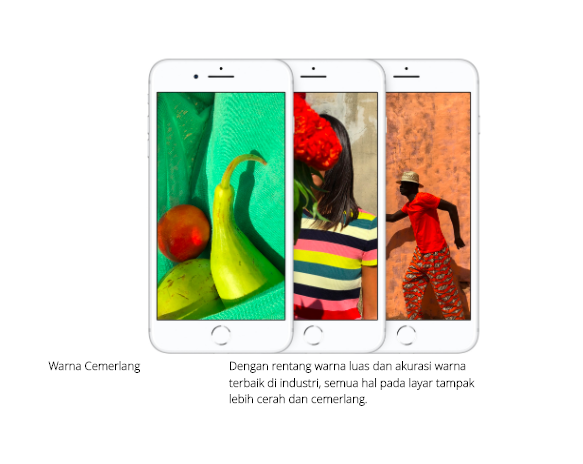 Warna Cemerlang
Dengan rentang warna luas dan akurasi warna
terbaik di industri, semua hal pada layar tampak
lebih cerah dan cemerlang.